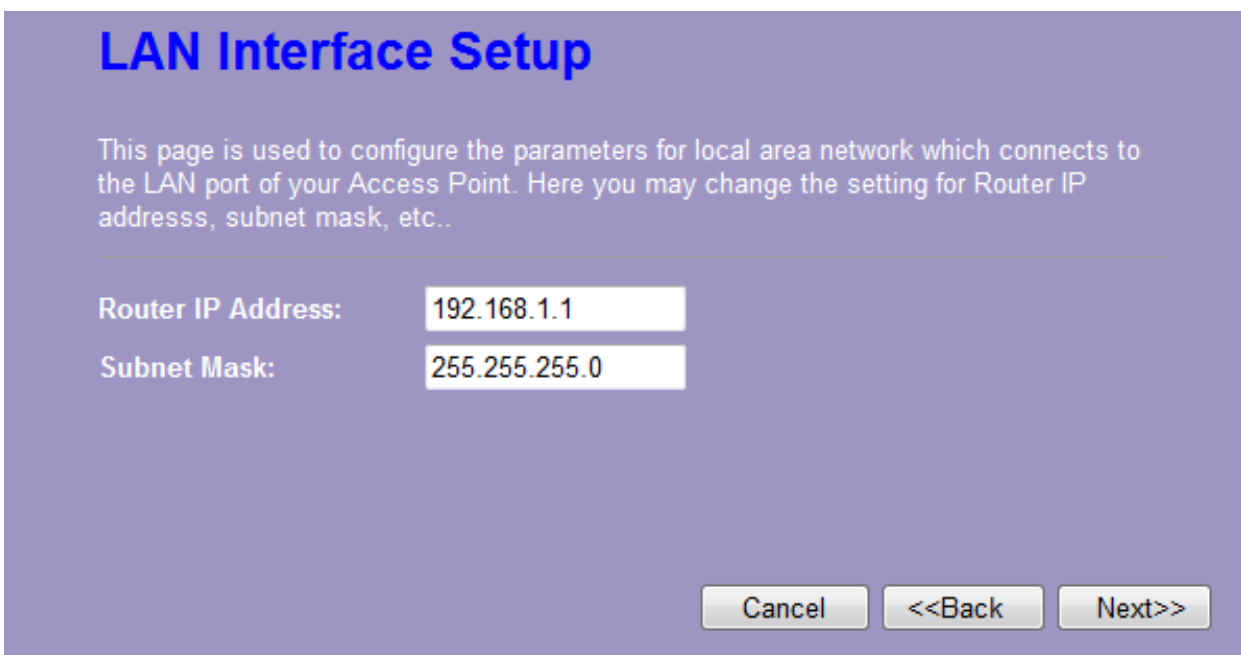 LAN Interface Setup
This page is used to configure the parameters for local area network which connects to
the LAN port of your Access Point. Here you may change the setting for Router IP
addresss, subnet mask, etc..
Router IP Address: 192.168.1.1
Subnet Mask: 255.255.255.0
Cancel <<Back Next>>